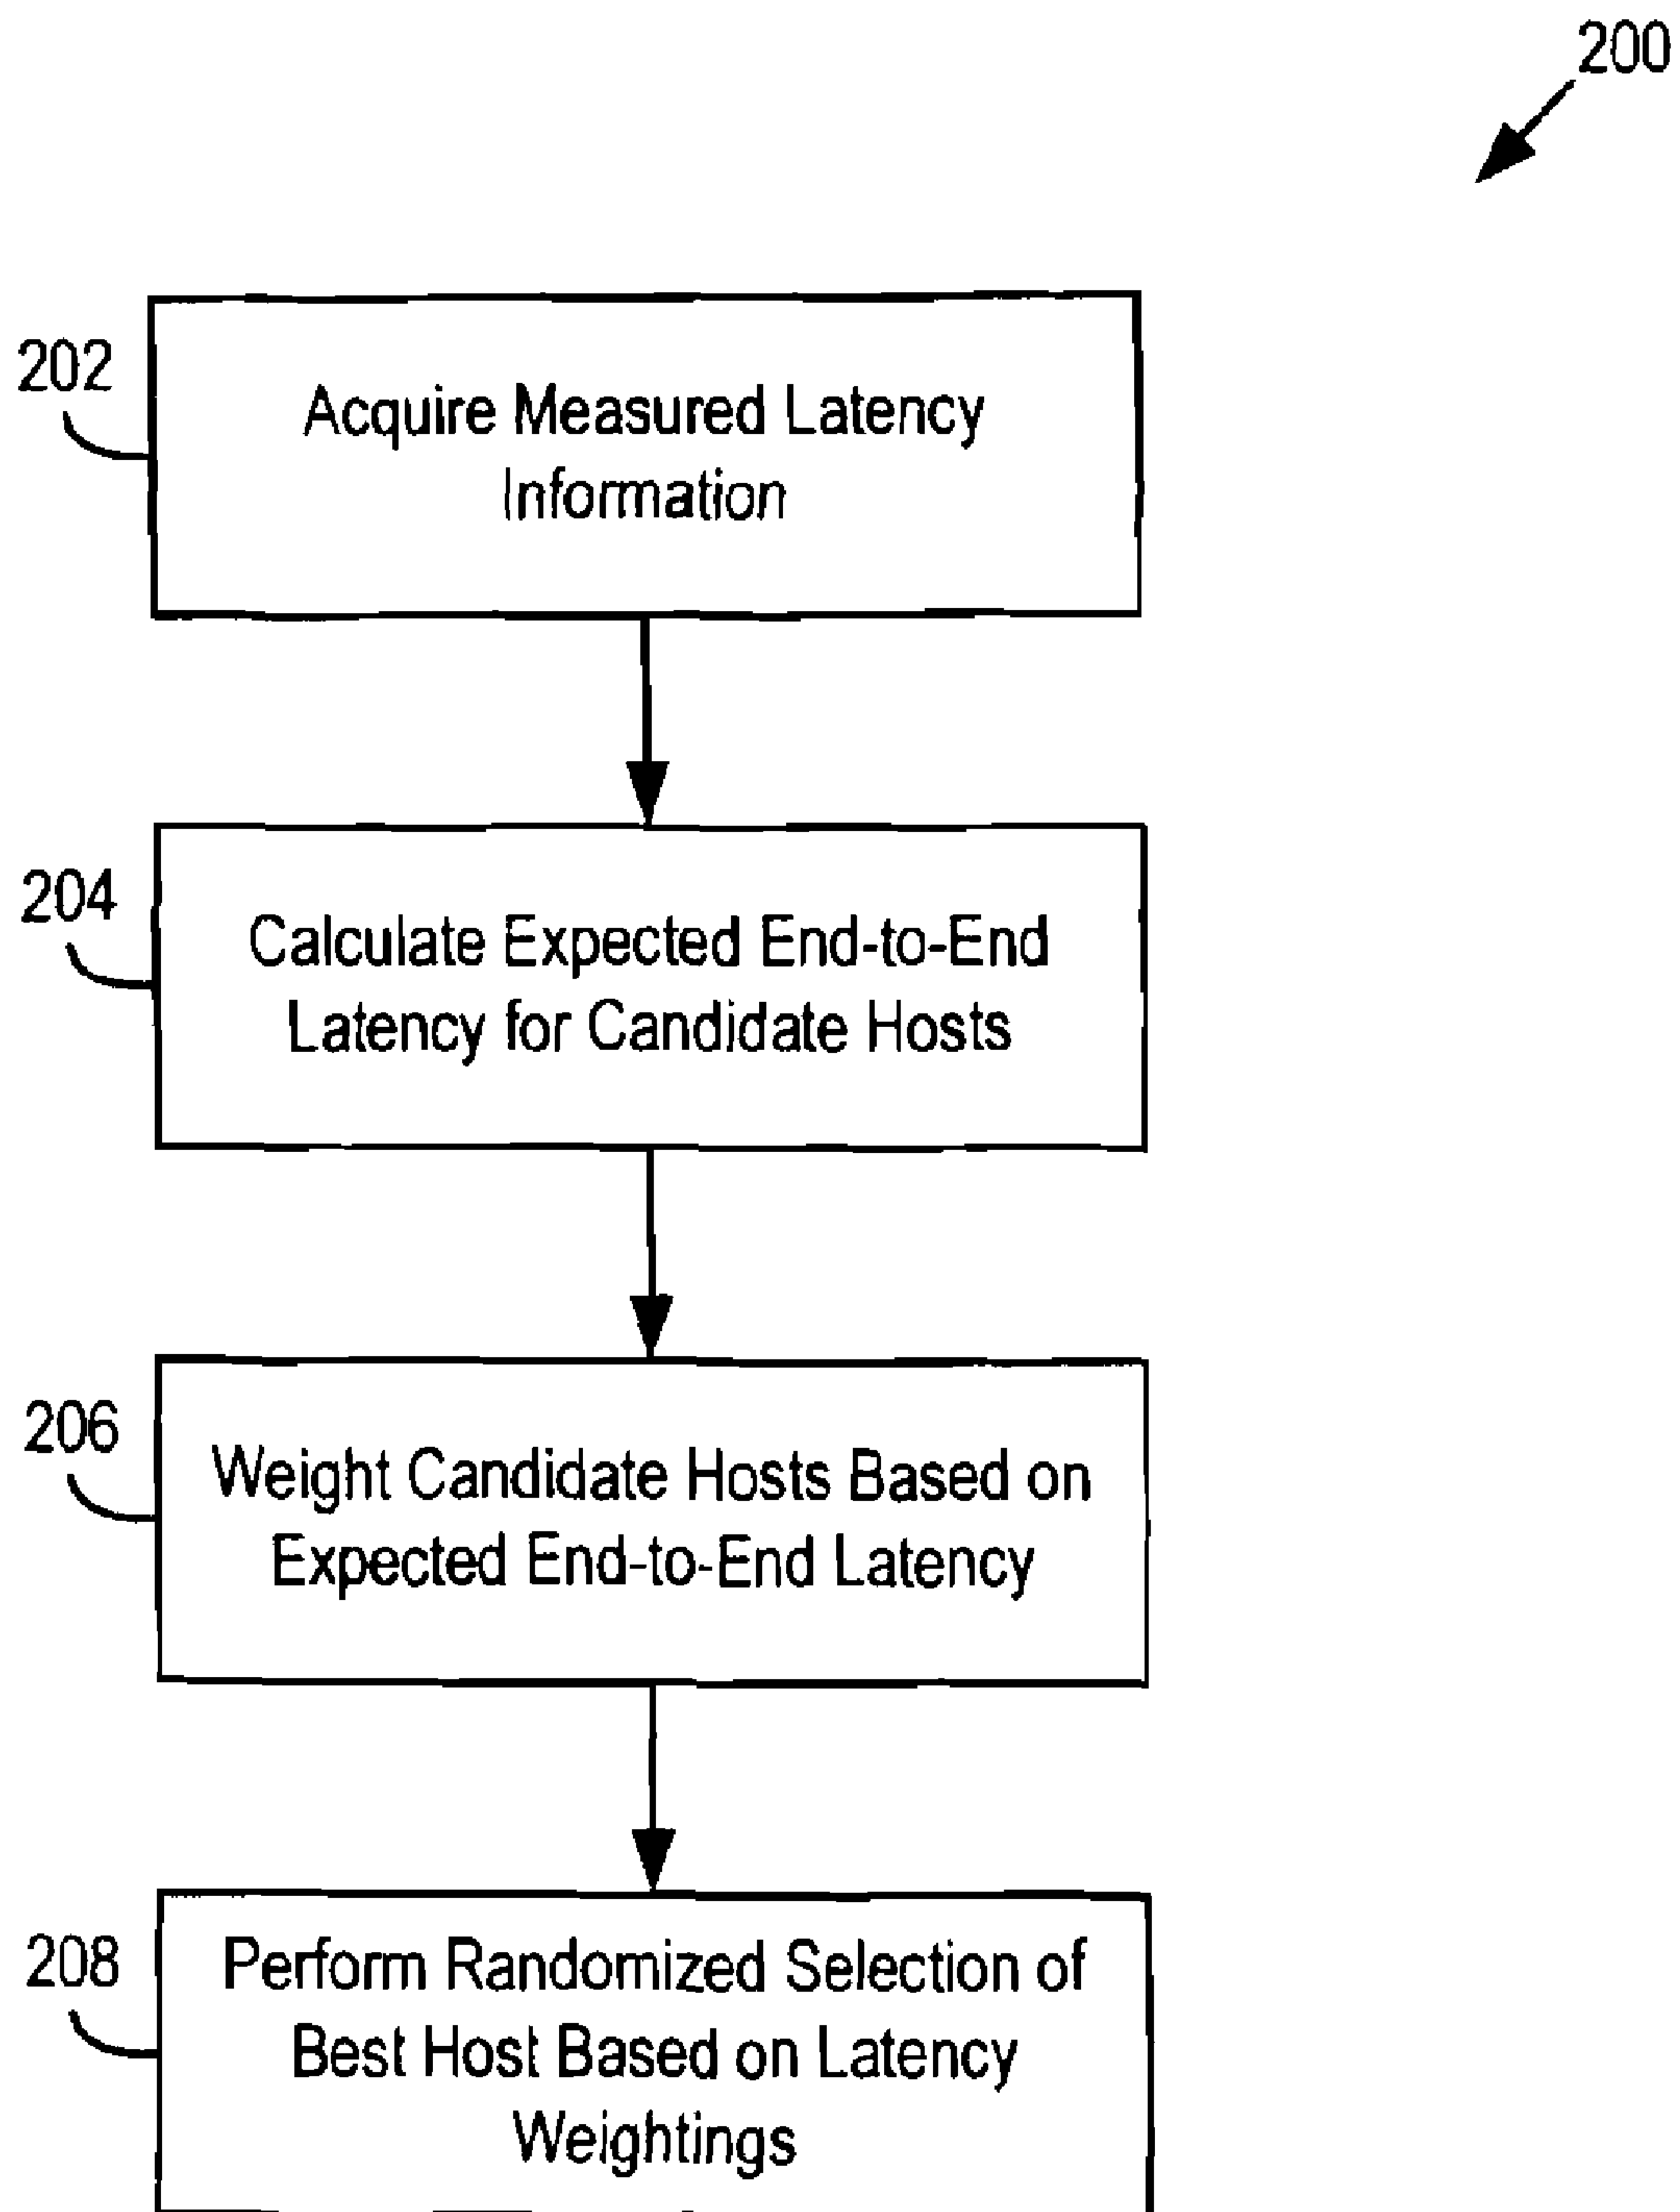 200
202
Acquire Measured Latency
Information
204
Calculate Expected End-to-End
Latency for Candidate Hosts
206
Weight Candidate Hosts Based on
Expected End-to-End Latency
208
Perform Randomized Selection of
Best Host Based on Latency
Weightings